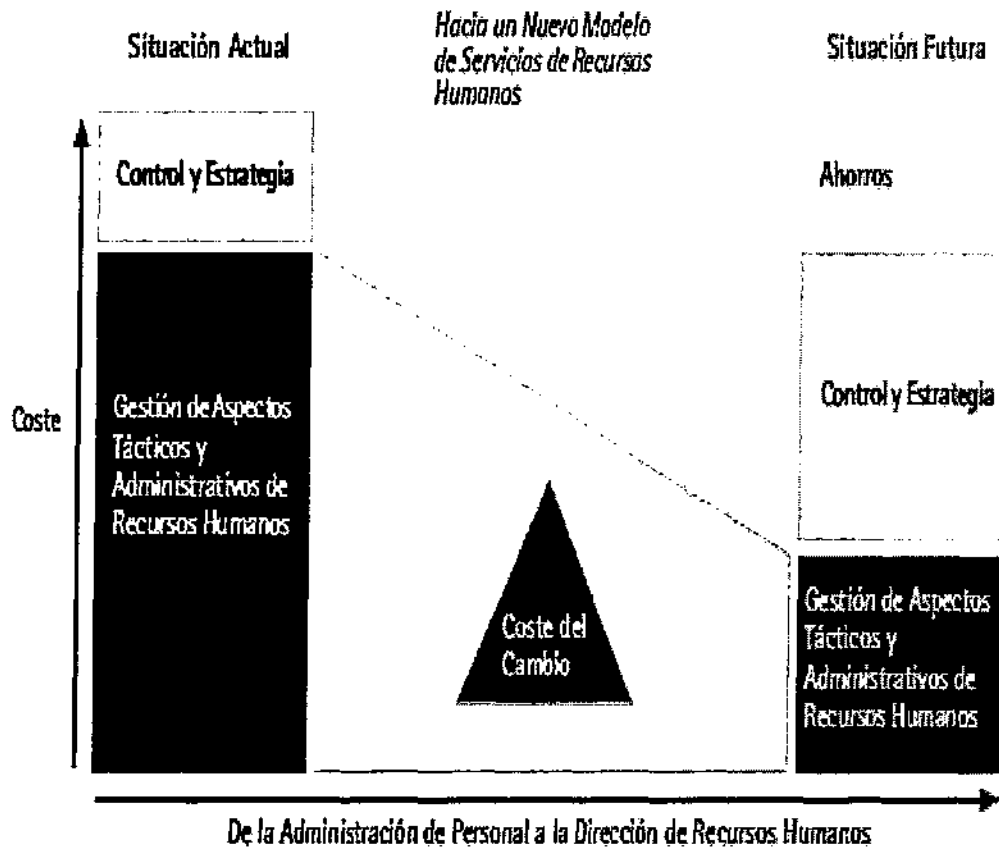 Situación Actual
Hacia un Nuevo Modelo
de Servicios de Recursos
Humanos
Situación Futura
Control y Estrategia
Ahorros
Coste
Gestión de Aspectos
Tácticos y
Administrativos de
Recursos Humanos
Control y Estrategia
Coste del
Cambio
Gestión de Aspectos
Tácticos y
Administrativos de
Recursos Humanos
De la Administración de Personal a la Dirección de Recursos Humanos